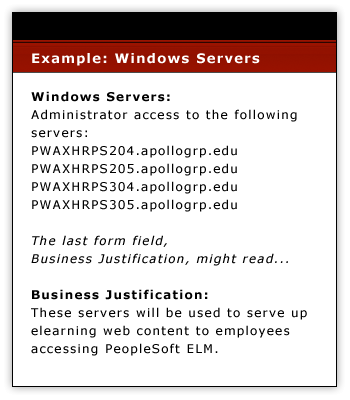 Example: Windows Servers
Windows Servers:
Administrator access to the following
servers:
PWAXHRPS204.apollogrp.edu
PWAXHRPS205.apollogrp.edu
PWAXHRPS304.apollogrp.edu
PWAXHRPS305.apollogrp.edu
The last form field,
Business Justification, might read...
Business Justification:
These servers will be used to serve up
elearning web content to employees
accessing PeopleSoft ELM.